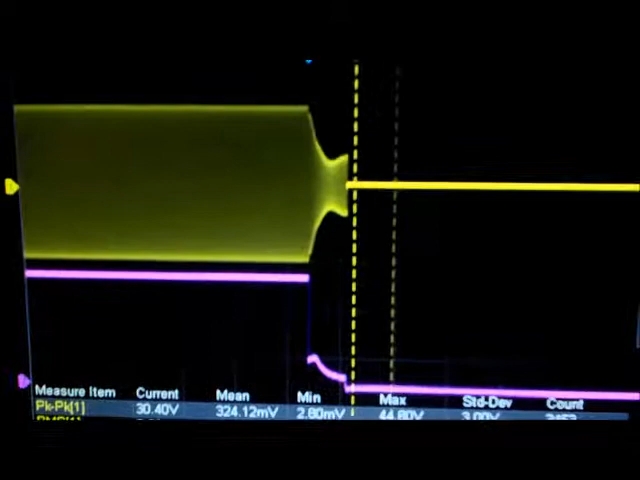 Measure Item Current Mean Min Max Std-Dev Count
Pk-Pk[1] 30.40V 324.12mV 2.80mV 44.80V 3.00V